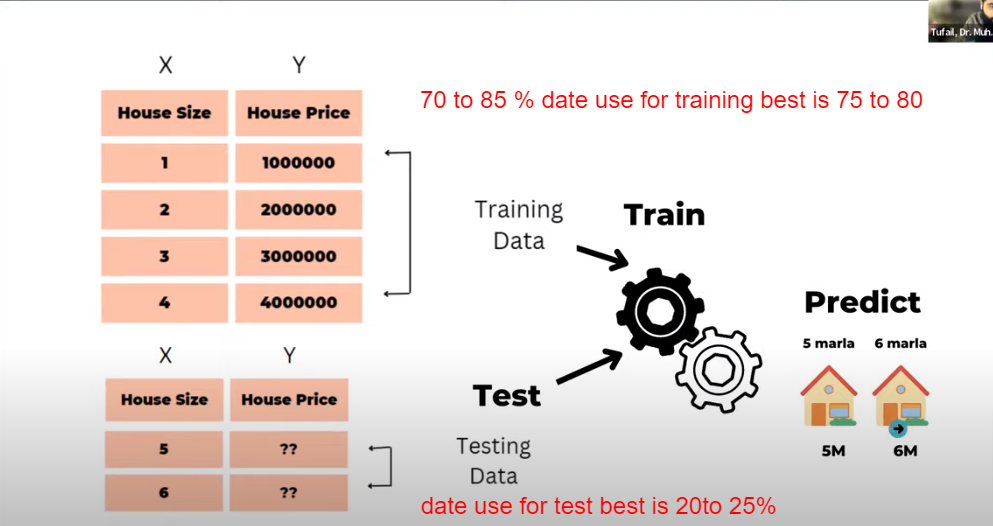 Tufail, Dr. Muh.
X Y
House Size House Price
1 1000000
2 2000000
3 3000000
4 4000000
70 to 85 % date use for training best is 75 to 80
Training
Data
Train
Predict
5 marla 6 marla
5M 6M
X Y
House Size House Price
5 ??
6 ??
Test
Testing
Data
date use for test best is 20to 25%